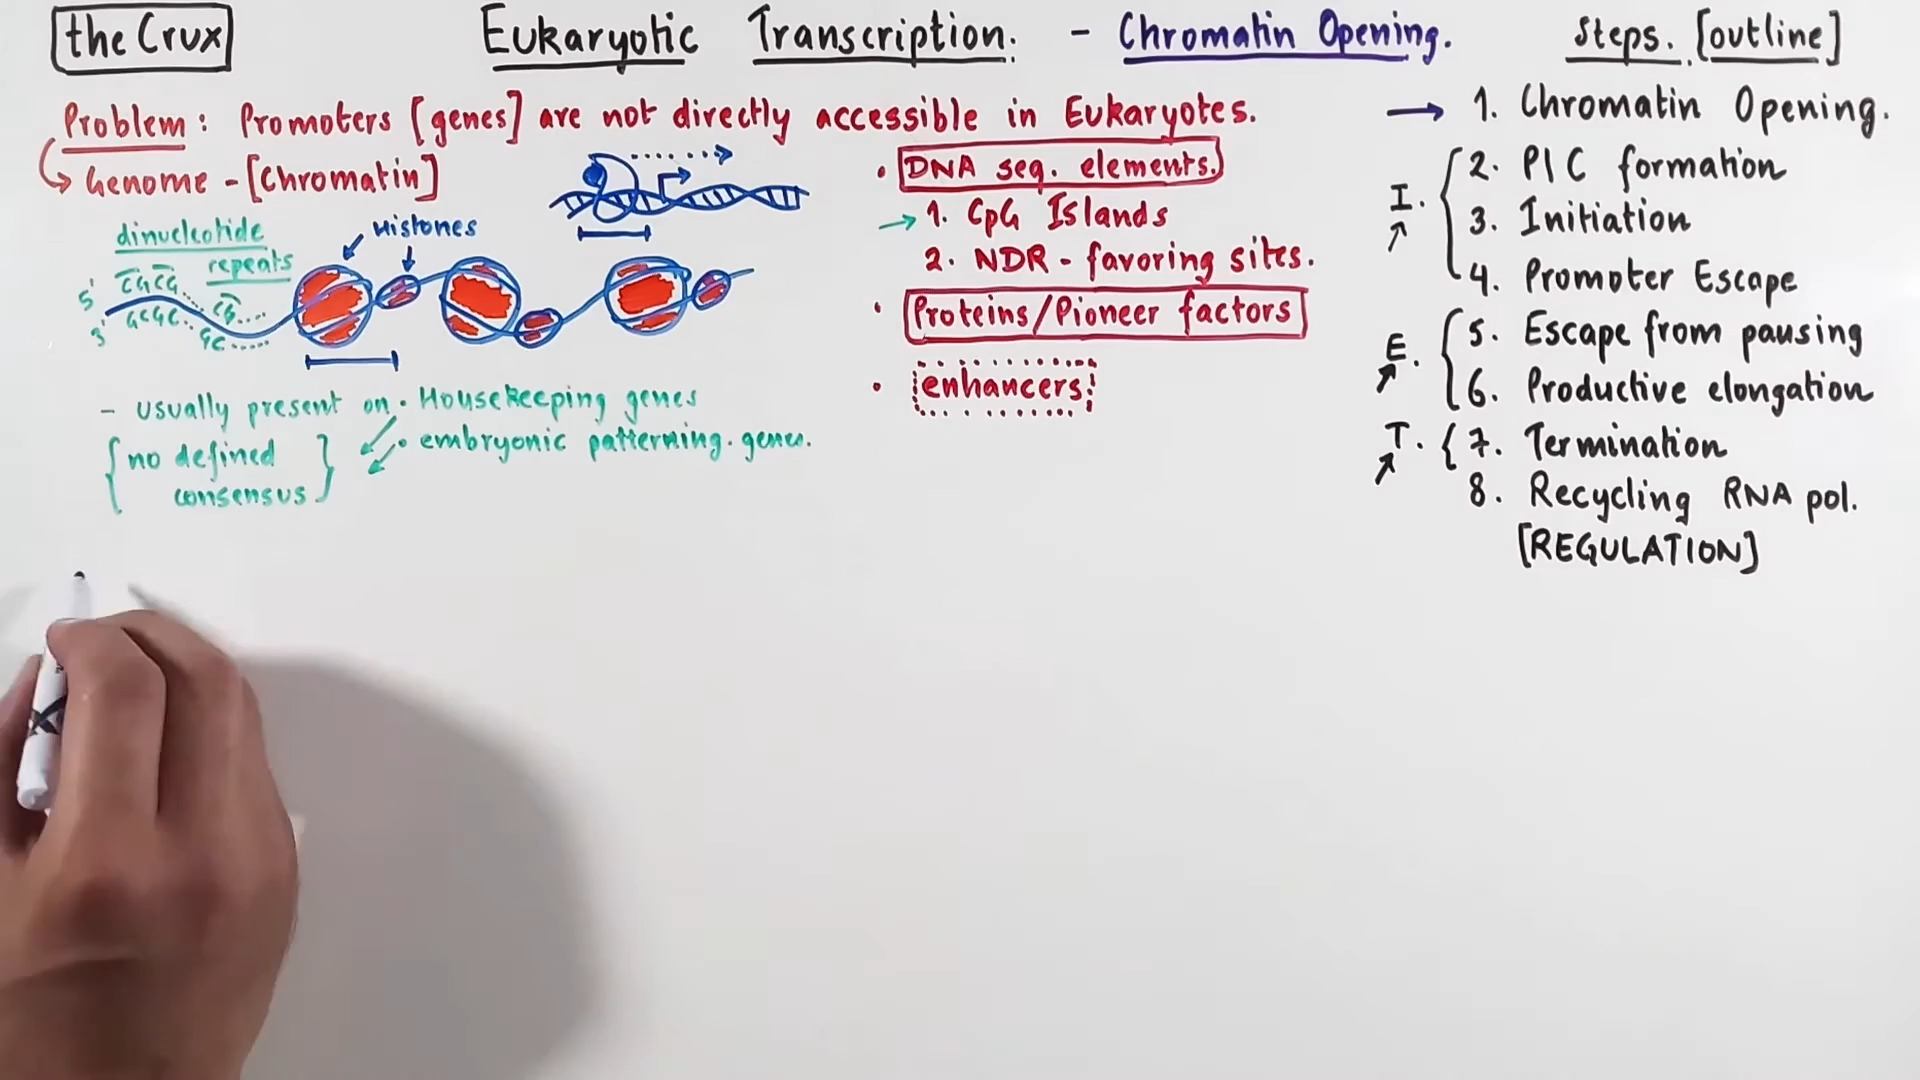 the Crux
Eukaryotic Transcription. - Chromatin Opening.
Problem: Promoters [genes] are not directly accessible in Eukaryotes.
Genome - [Chromatin]
Histones
dinucleotide
repeats
5' CGCG..
3' GCGC..
CG....
GC.....
- usually present on • Housekeeping genes
• embryonic patterning. genes.
{no defined
consensus}
• DNA seq. elements.
1. CpG Islands
2. NDR - favoring sites.
• Proteins/Pioneer factors
• enhancers
Steps. [outline]
1. Chromatin Opening.
I. 2. PIC formation
3. Initiation
4. Promoter Escape
E. 5. Escape from pausing
6. Productive elongation
T. 7. Termination
8. Recycling RNA pol.
[REGULATION]